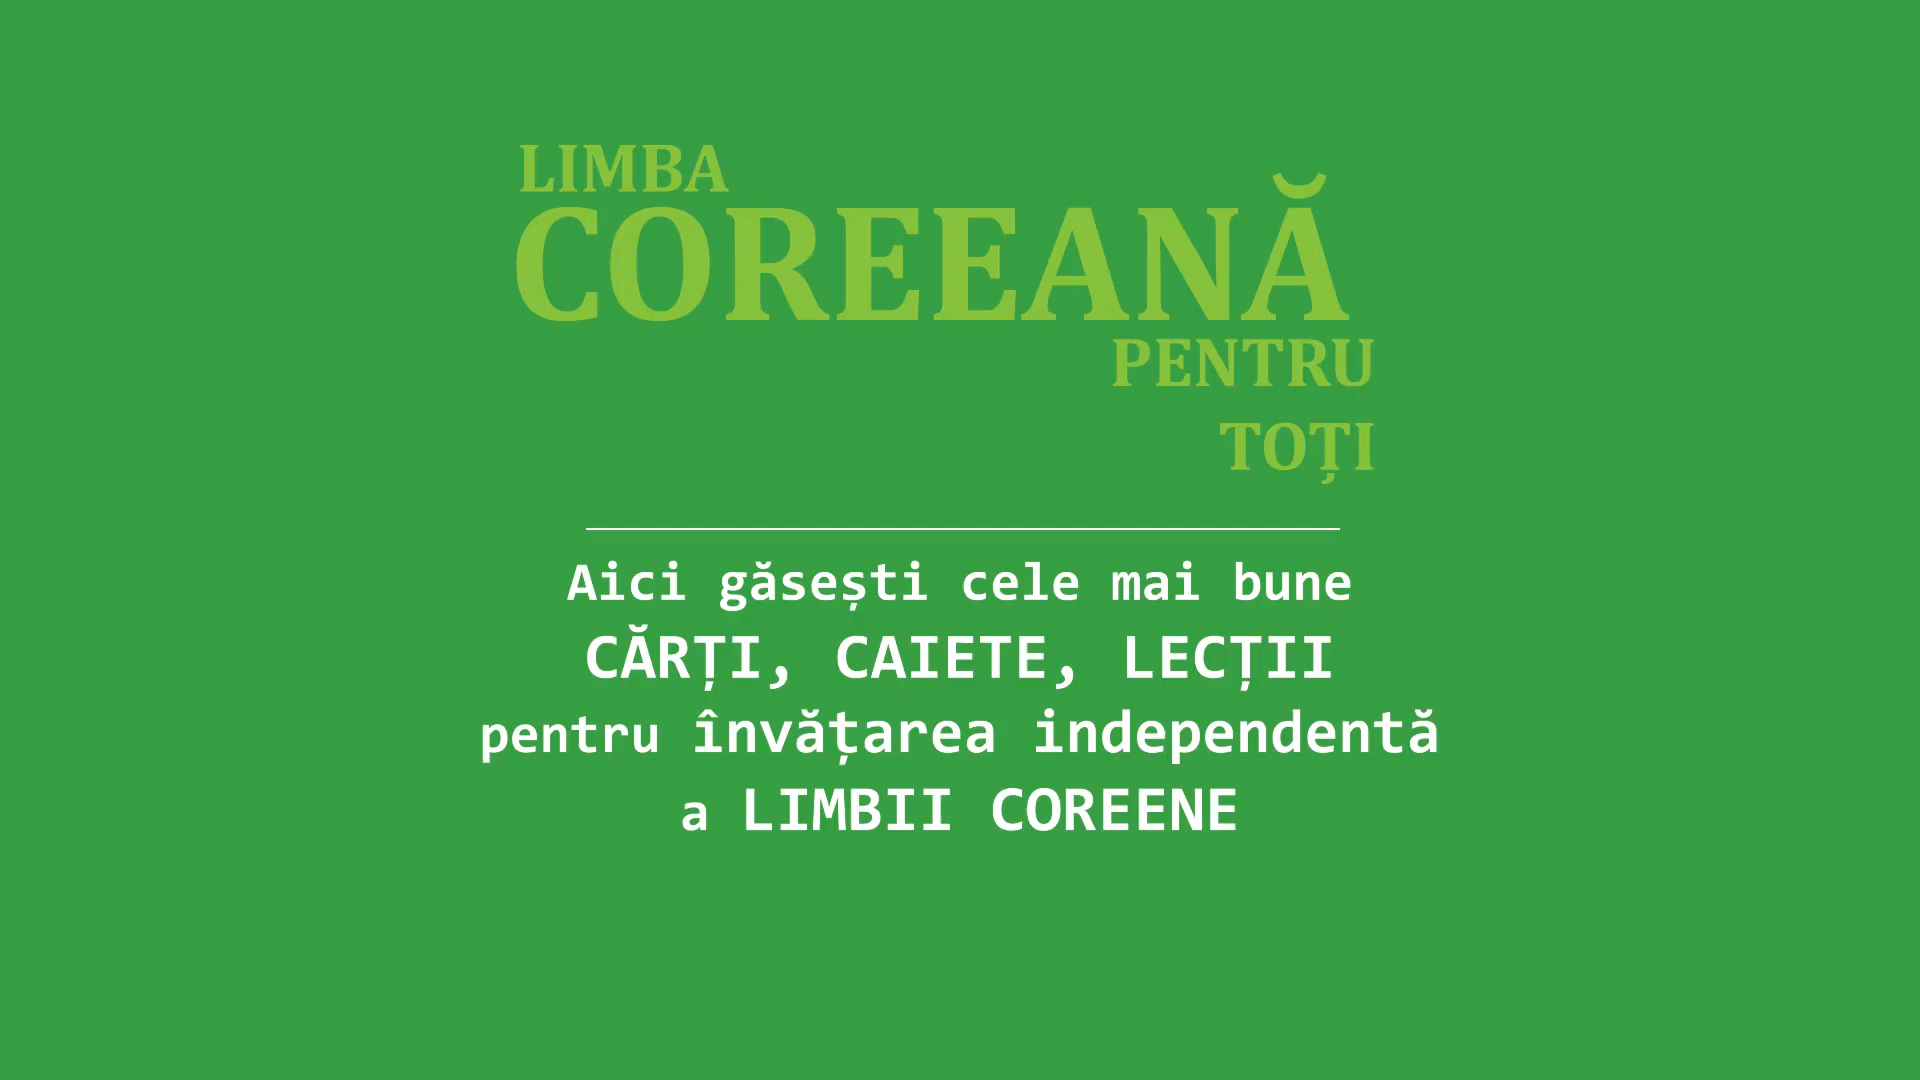 LIMBA
COREEANĂ
PENTRU
TOȚI
Aici găsești cele mai bune
CĂRȚI, CAIETE, LECȚII
pentru învățarea independentă
a LIMBII COREENE